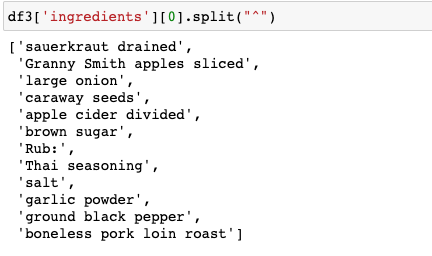 df3['ingredients'][0].split("^")
['sauerkraut drained',
 'Granny Smith apples sliced',
 'large onion',
 'caraway seeds',
 'apple cider divided',
 'brown sugar',
 'Rub:',
 'Thai seasoning',
 'salt',
 'garlic powder',
 'ground black pepper',
 'boneless pork loin roast']